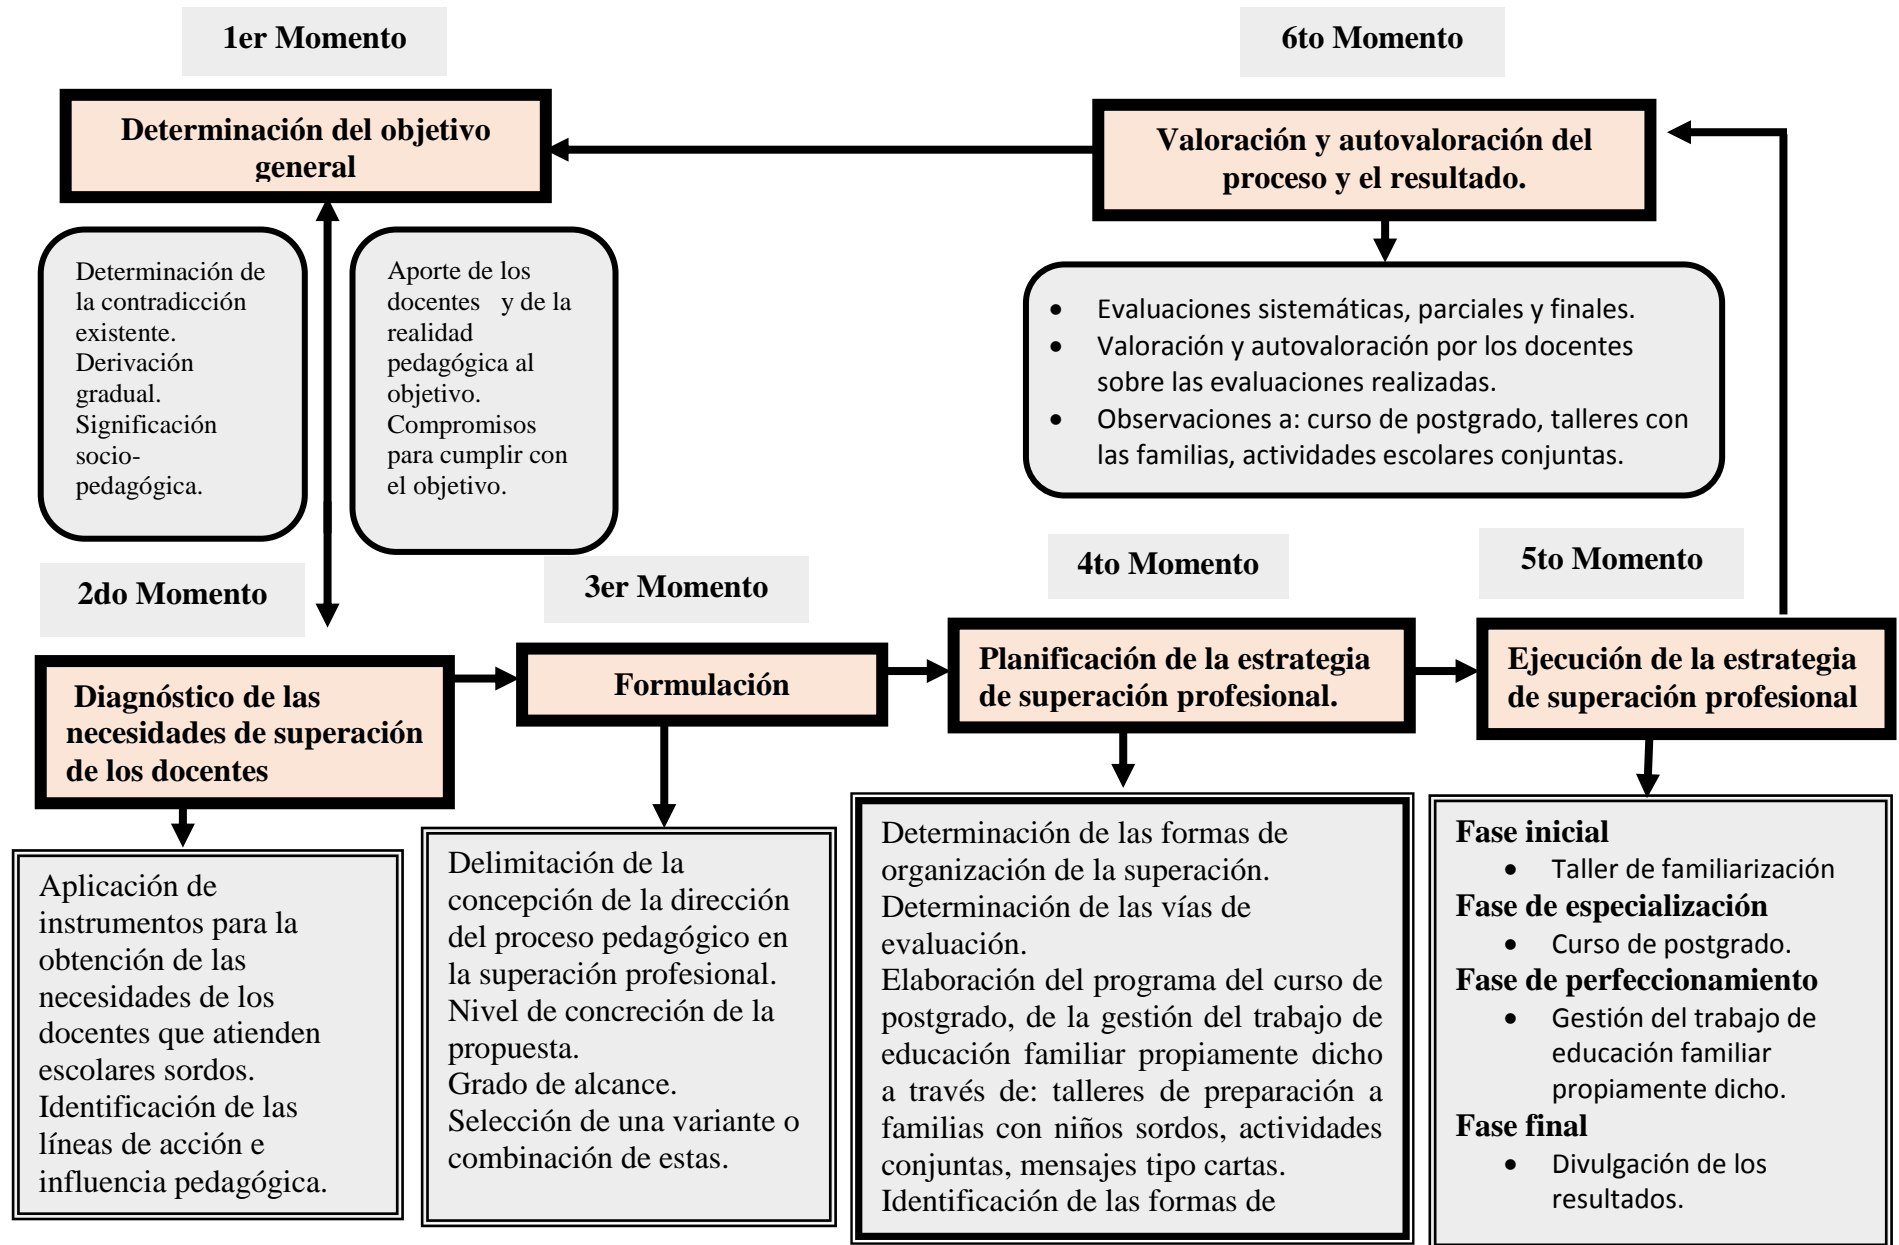 1er Momento
Determinación del objetivo
general
Determinación de
la contradicción
existente.
Derivación
gradual.
Significación
socio-
pedagógica.
Aporte de los
docentes y de la
realidad
pedagógica al
objetivo.
Compromisos
para cumplir con
el objetivo.
6to Momento
Valoración y autovaloración del
proceso y el resultado.
• Evaluaciones sistemáticas, parciales y finales.
• Valoración y autovaloración por los docentes
sobre las evaluaciones realizadas.
• Observaciones a: curso de postgrado, talleres con
las familias, actividades escolares conjuntas.
2do Momento
Diagnóstico de las
necesidades de superación
de los docentes
Aplicación de
instrumentos para la
obtención de las
necesidades de los
docentes que atienden
escolares sordos.
Identificación de las
líneas de acción e
influencia pedagógica.
3er Momento
Formulación
Delimitación de la
concepción de la dirección
del proceso pedagógico en
la superación profesional.
Nivel de concreción de la
propuesta.
Grado de alcance.
Selección de una variante o
combinación de estas.
4to Momento
Planificación de la estrategia
de superación profesional.
Determinación de las formas de
organización de la superación.
Determinación de las vías de
evaluación.
Elaboración del programa del curso de
postgrado, de la gestión del trabajo de
educación familiar propiamente dicho
a través de: talleres de preparación a
familias con niños sordos, actividades
conjuntas, mensajes tipo cartas.
Identificación de las formas de
5to Momento
Ejecución de la estrategia
de superación profesional
Fase inicial
• Taller de familiarización
Fase de especialización
• Curso de postgrado.
Fase de perfeccionamiento
• Gestión del trabajo de
educación familiar
propiamente dicho.
Fase final
• Divulgación de los
resultados.